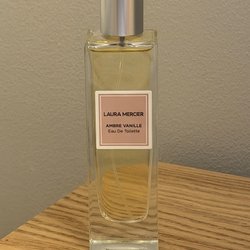 LAURA MERCIER
AMBRE VANILLE
Eau De Toilette